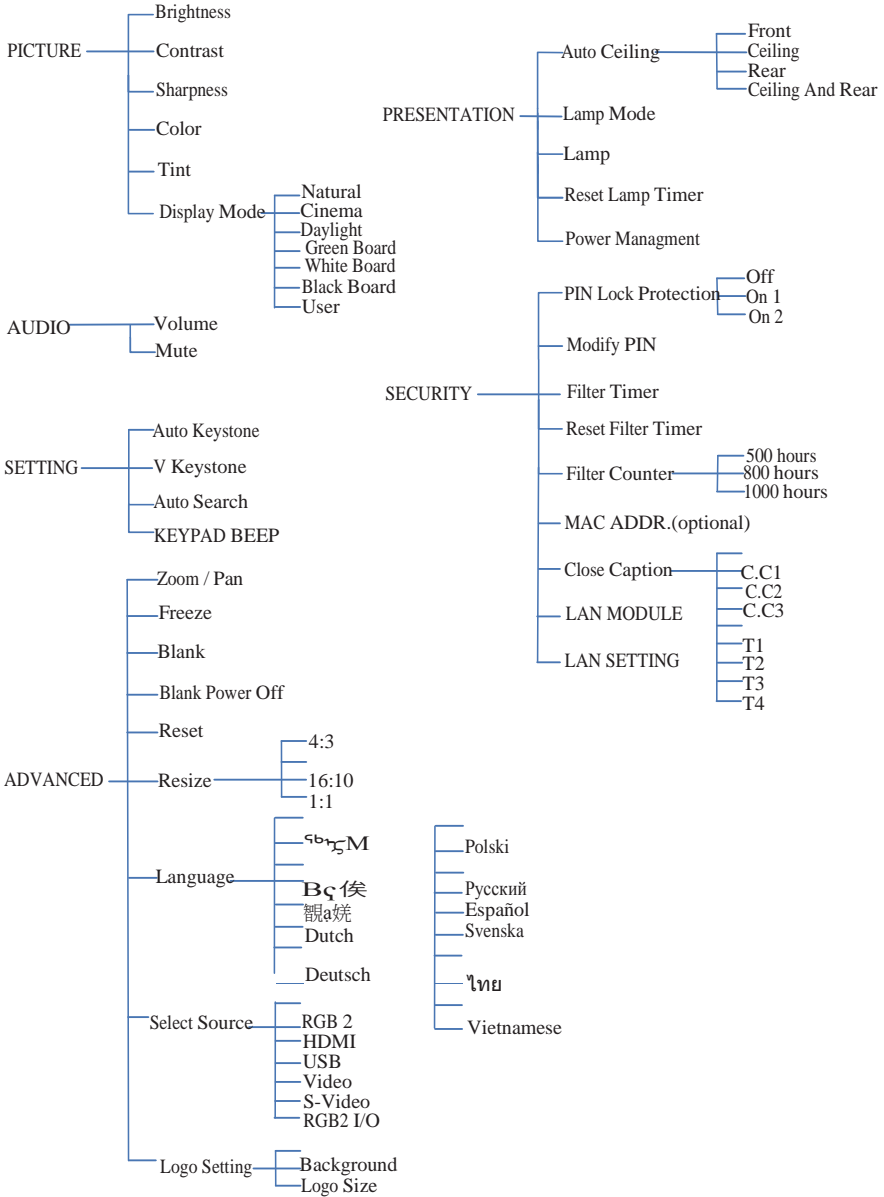 PICTURE
Brightness
Contrast
Sharpness
Color
Tint
Display Mode
Natural
Cinema
Daylight
Green Board
White Board
Black Board
User
AUDIO
Volume
Mute
SETTING
Auto Keystone
V Keystone
Auto Search
KEYPAD BEEP
ADVANCED
Zoom / Pan
Freeze
Blank
Blank Power Off
Reset
Resize
4:3
16:10
1:1
Language
Dutch
Deutsch
Polski
Русский
Español
Svenska
ไทย
Vietnamese
Select Source
RGB 2
HDMI
USB
Video
S-Video
RGB2 I/O
Logo Setting
Background
Logo Size
PRESENTATION
Auto Ceiling
Front
Ceiling
Rear
Ceiling And Rear
Lamp Mode
Lamp
Reset Lamp Timer
Power Managment
SECURITY
PIN Lock Protection
Off
On 1
On 2
Modify PIN
Filter Timer
Reset Filter Timer
Filter Counter
500 hours
800 hours
1000 hours
MAC ADDR.(optional)
Close Caption
C.C1
C.C2
C.C3
T1
T2
T3
T4
LAN MODULE
LAN SETTING